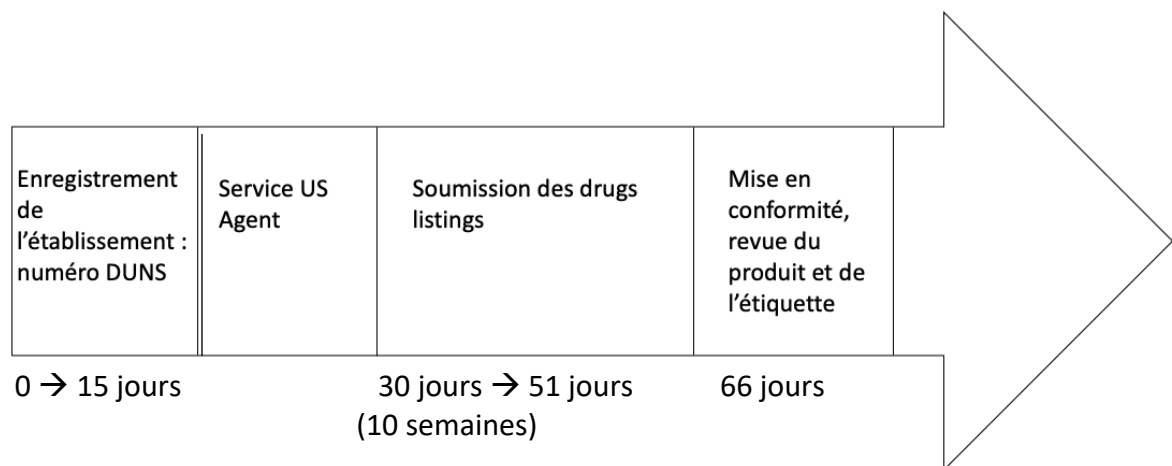 Enregistrement
de
l'établissement :
numéro DUNS
Service US
Agent
Soumission des drugs
listings
Mise en
conformité,
revue du
produit et de
l'étiquette
0 → 15 jours
30 jours → 51 jours
(10 semaines)
66 jours